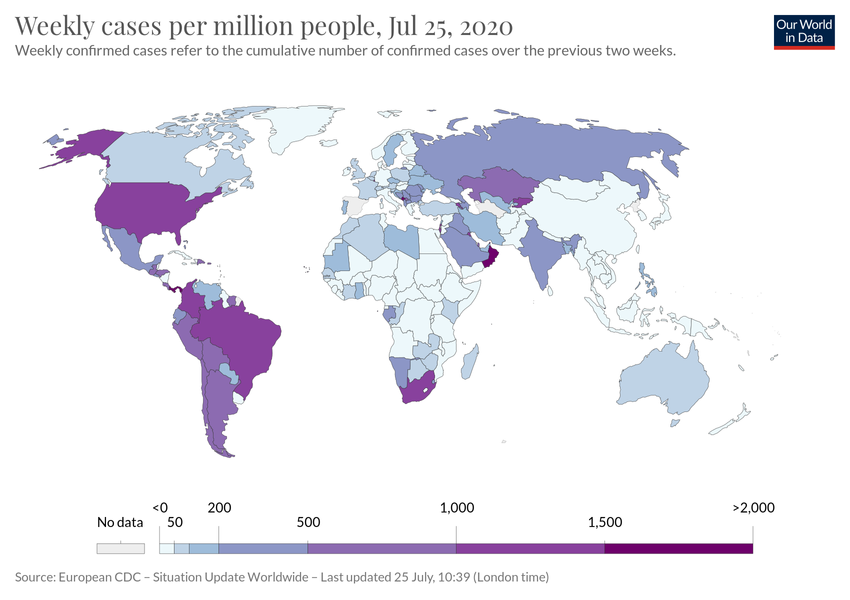 Weekly cases per million people, Jul 25, 2020
Weekly confirmed cases refer to the cumulative number of confirmed cases over the previous two weeks.
Our World
in Data
<0 200 1,000 >2,000
No data 50 500 1,500
Source: European CDC – Situation Update Worldwide – Last updated 25 July, 10:39 (London time)